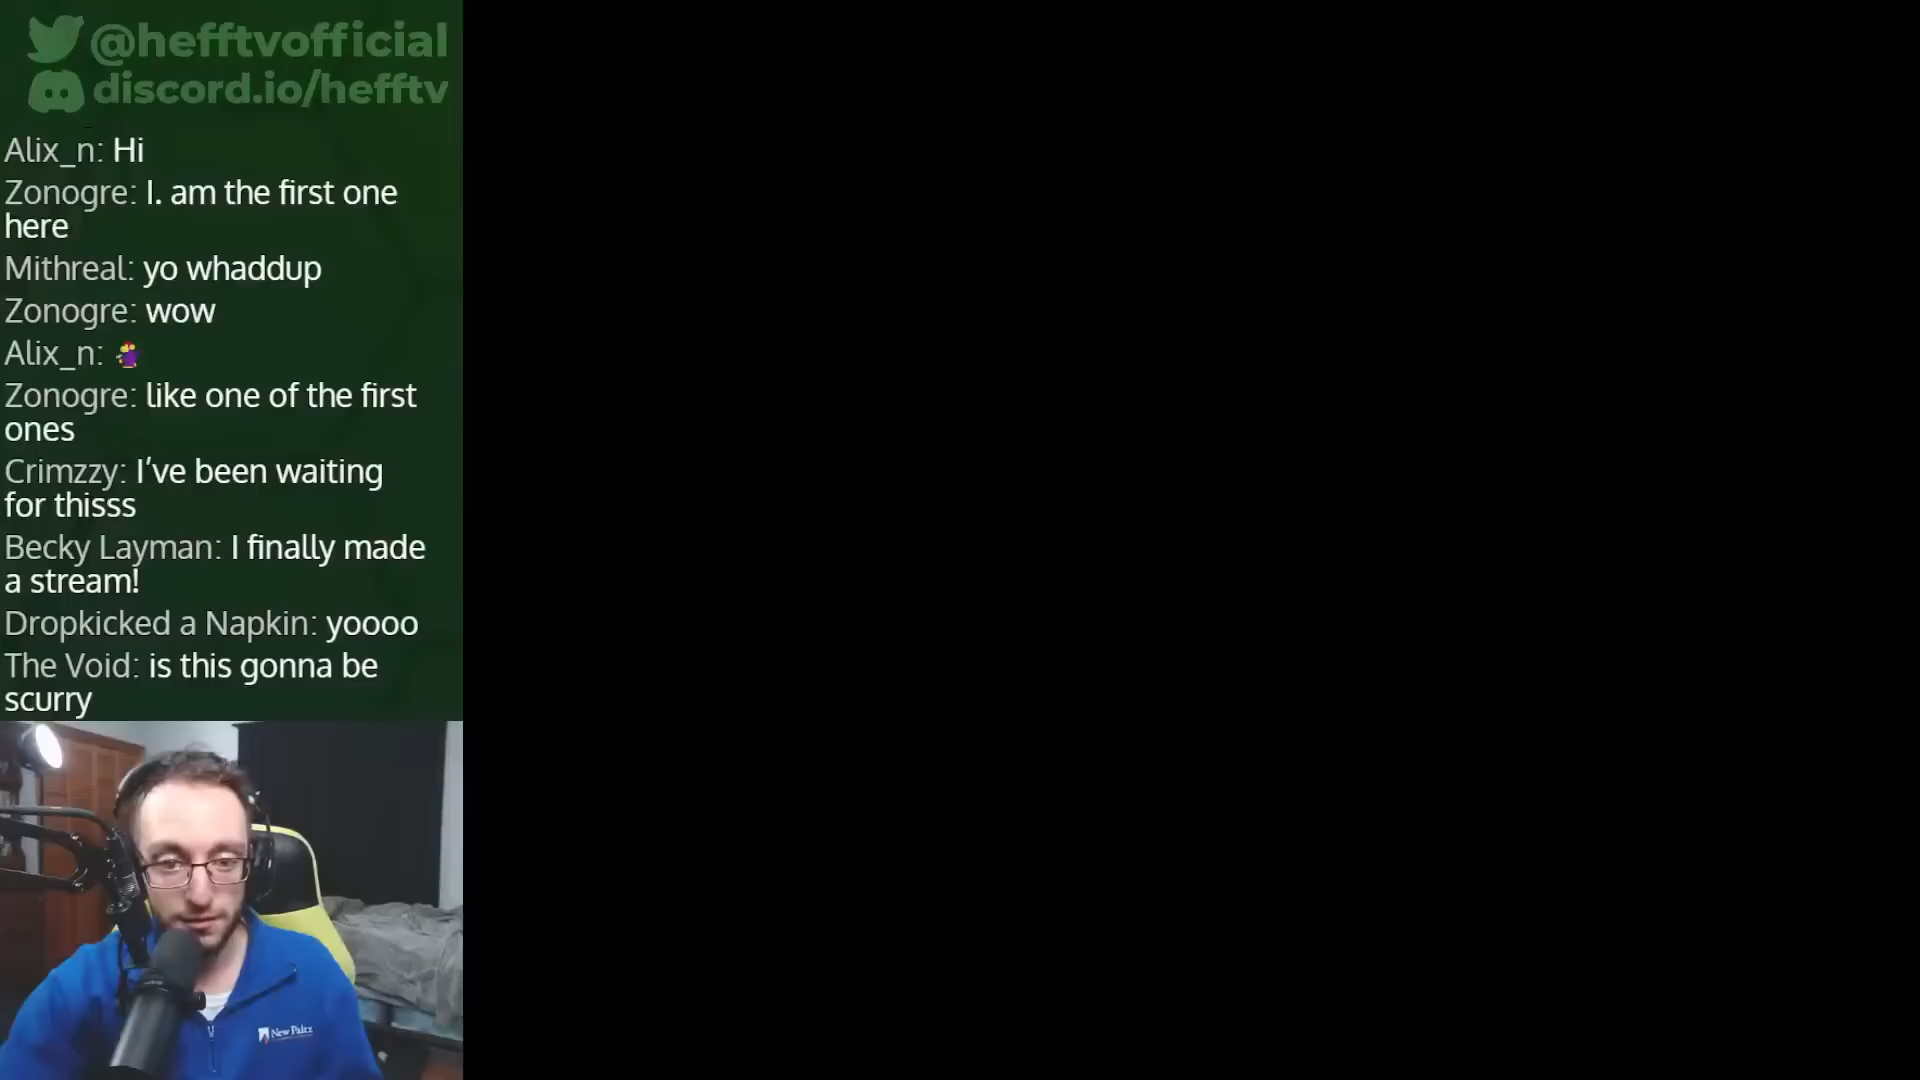 @hefftvofficial
discord.io/hefftv
Alix_n: Hi
Zonogre: I. am the first one
here
Mithreal: yo whaddup
Zonogre: wow
Alix_n:
Zonogre: like one of the first
ones
Crimzzy: I've been waiting
for thisss
Becky Layman: I finally made
a stream!
Dropkicked a Napkin: yoooo
The Void: is this gonna be
scurry
New Paltz